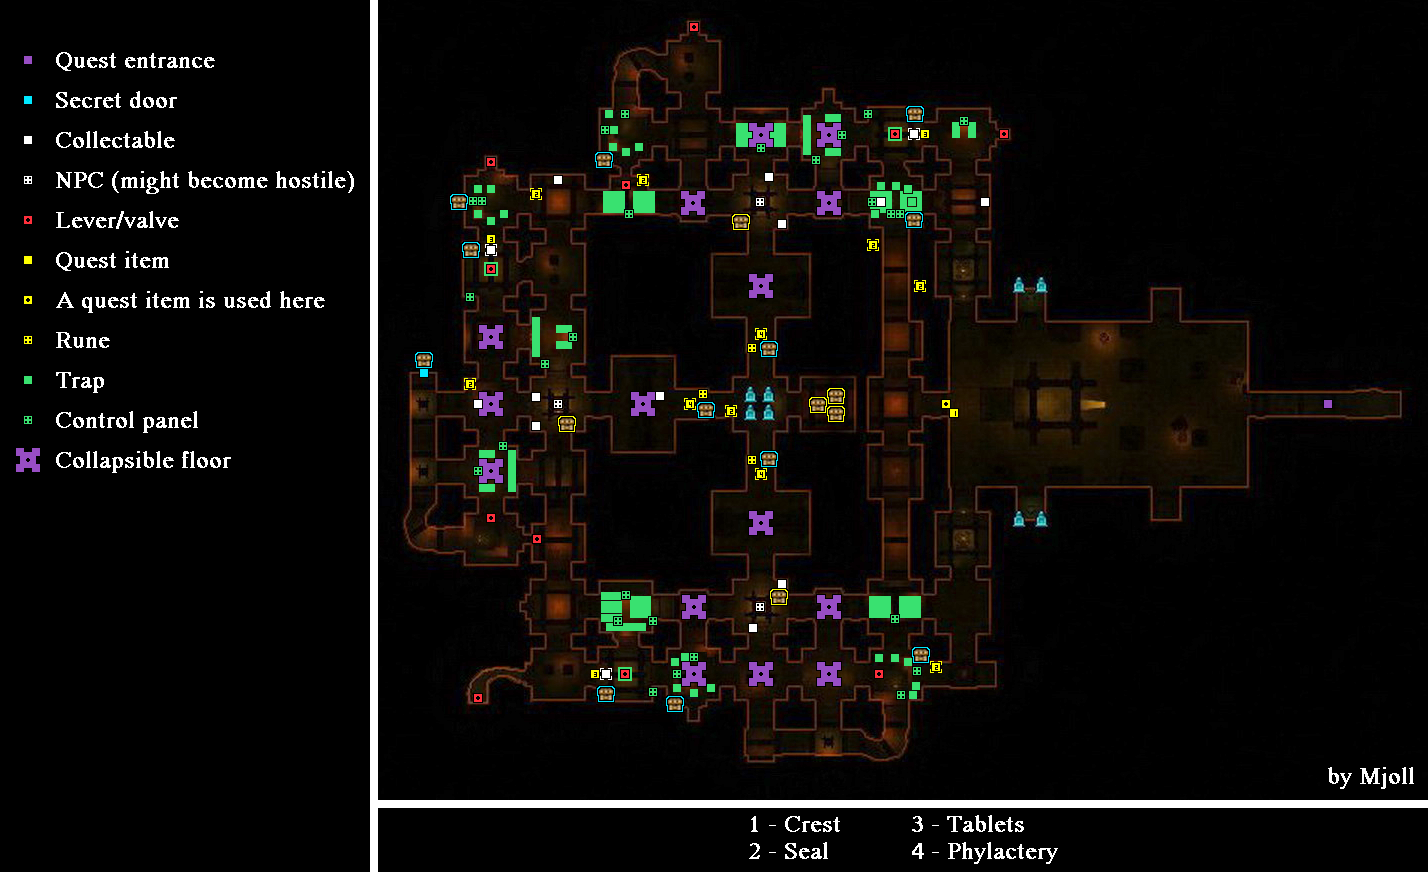 Quest entrance
Secret door
Collectable
NPC (might become hostile)
Lever/valve
Quest item
A quest item is used here
Rune
Trap
Control panel
Collapsible floor
by Mjoll
1 - Crest
2 - Seal
3 - Tablets
4 - Phylactery